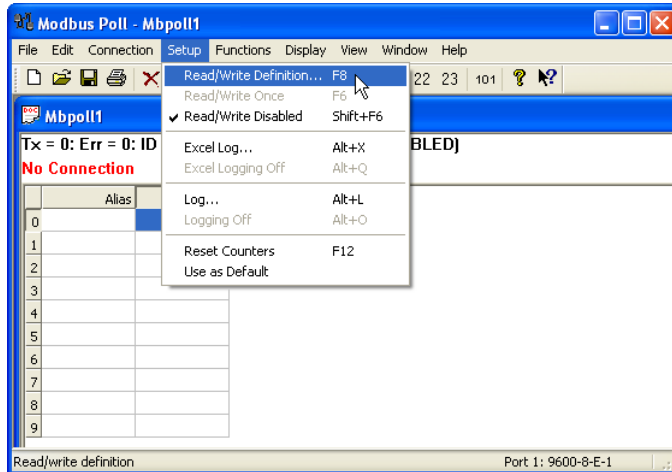 Modbus Poll - Mbpoll1
File Edit Connection Setup Functions Display View Window Help
22 23 101
Read/Write Definition... F8
Read/Write Once F6
Read/Write Disabled Shift+F6
Excel Log... Alt+X
Excel Logging Off Alt+Q
Log... Alt+L
Logging Off Alt+O
Reset Counters F12
Use as Default
Mbpoll1
Tx = 0: Err = 0: ID BLED)
No Connection
Alias
0
1
2
3
4
5
6
7
8
9
Read/write definition Port 1: 9600-8-E-1